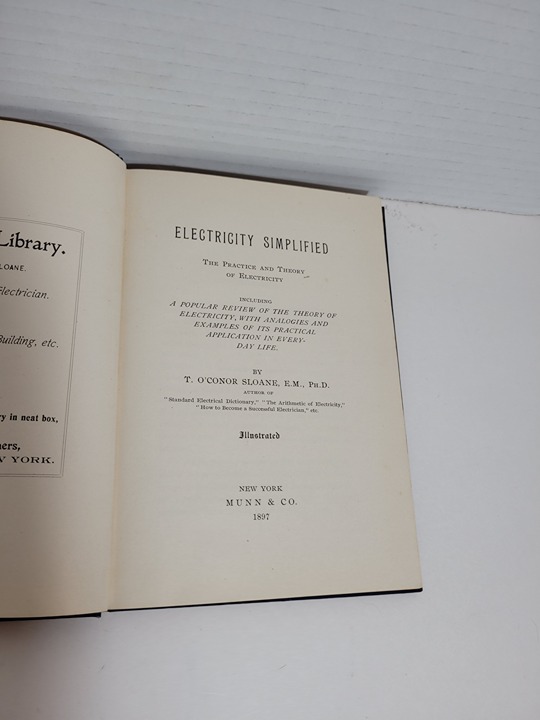 Library.
SLOANE.
Electrician.
Building, etc.
ry in neat box,
hers,
YORK.
ELECTRICITY SIMPLIFIED
THE PRACTICE AND THEORY
OF ELECTRICITY
INCLUDING
A POPULAR REVIEW OF THE THEORY OF
ELECTRICITY, WITH ANALOGIES AND
EXAMPLES OF ITS PRACTICAL
APPLICATION IN EVERY-
DAY LIFE.
BY
T. O'CONOR SLOANE, E.M., PH.D.
AUTHOR OF
"Standard Electrical Dictionary," "The Arithmetic of Electricity,"
"How to Become a Successful Electrician," etc.
Illustrated
NEW YORK
MUNN & CO.
1897